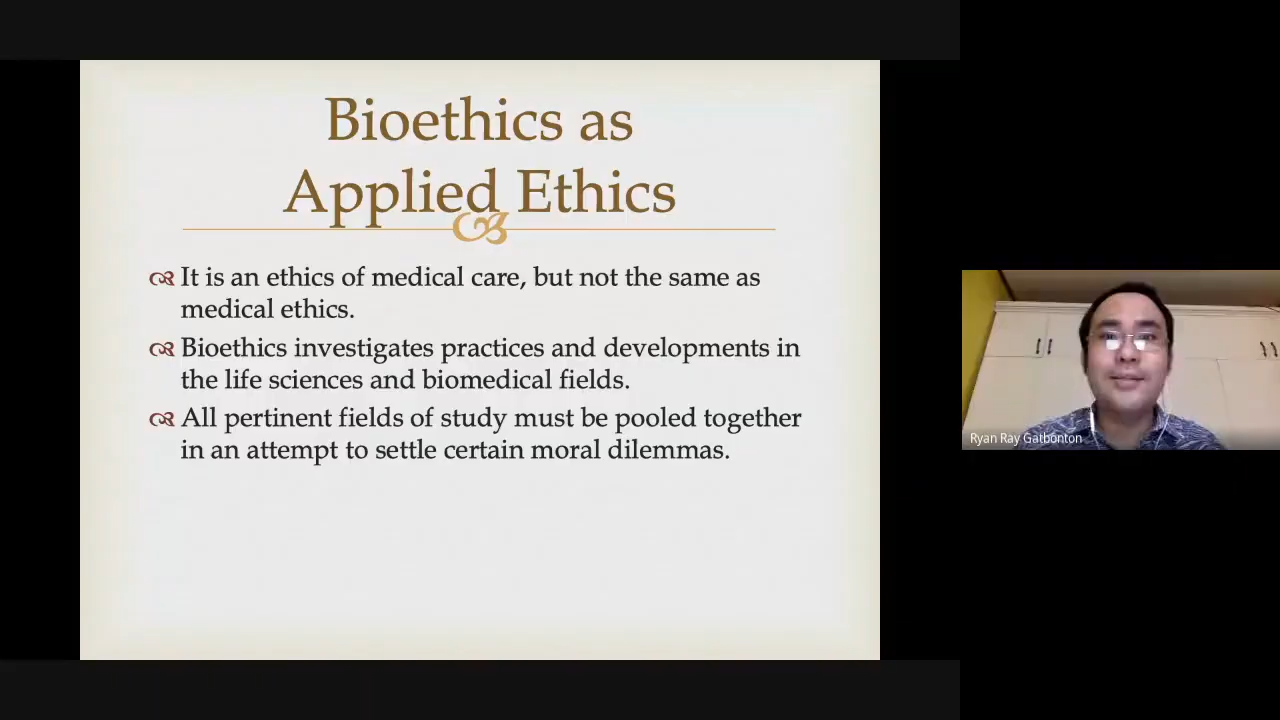 Bioethics as
Applied Ethics
It is an ethics of medical care, but not the same as
medical ethics.
Bioethics investigates practices and developments in
the life sciences and biomedical fields.
All pertinent fields of study must be pooled together
in an attempt to settle certain moral dilemmas.
Ryan Ray Gatbonton